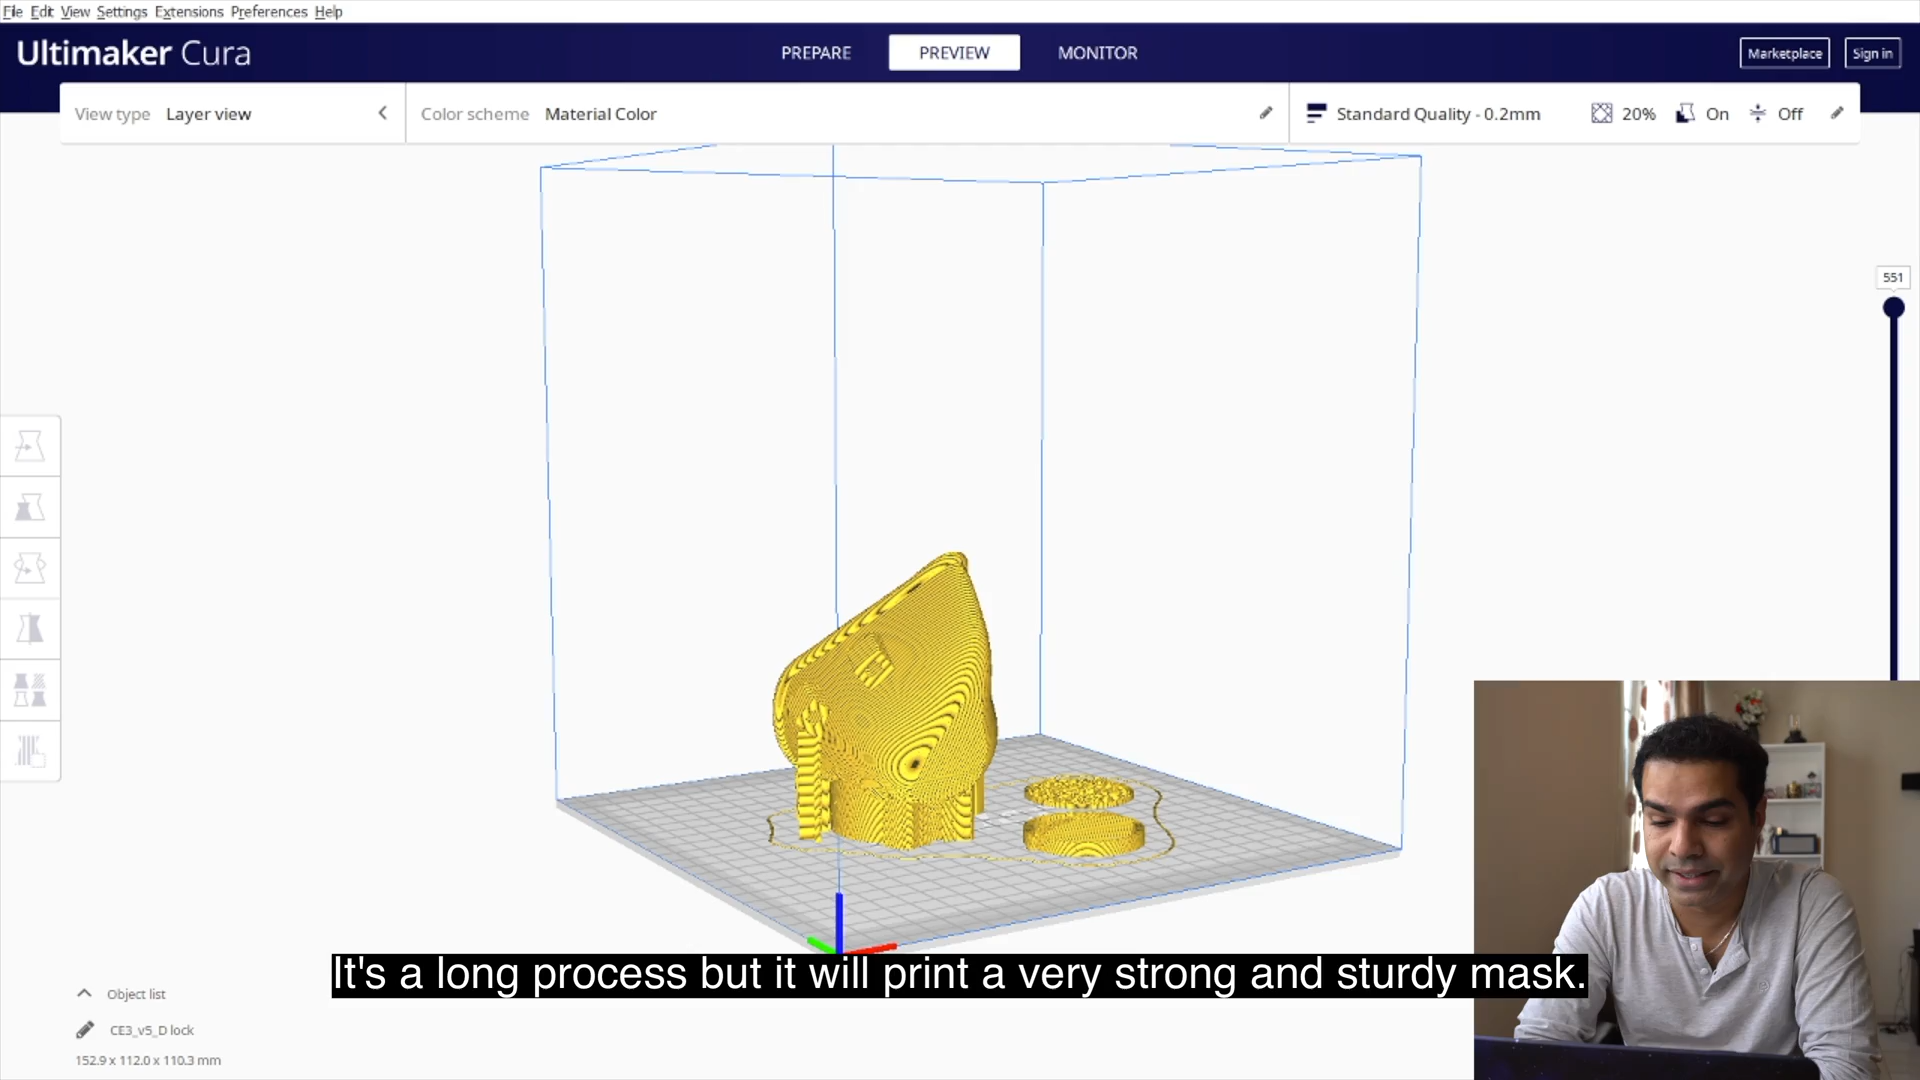 File Edit View Settings Extensions Preferences Help
Ultimaker Cura
PREPARE PREVIEW MONITOR
Marketplace Sign in
View type Layer view
Color scheme Material Color
Standard Quality - 0.2mm 20% On Off
551
It's a long process but it will print a very strong and sturdy mask.
Object list
CE3_v5_D lock
152.9 x 112.0 x 110.3 mm